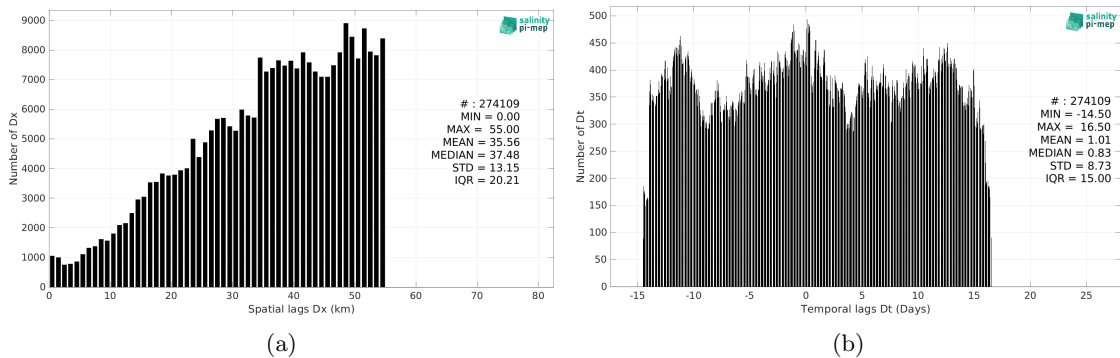 9000
8000
7000
6000
5000
4000
3000
2000
1000
0
Number of Dx
0 10 20 30 40 50 60 70 80
Spatial lags Dx (km)
salinity
pi-mep
# : 274109
MIN = 0.00
MAX = 55.00
MEAN = 35.56
MEDIAN = 37.48
STD = 13.15
IQR = 20.21
(a)
500
450
400
350
300
250
200
150
100
50
0
Number of Dt
-15 -10 -5 0 5 10 15 20 25
Temporal lags Dt (Days)
salinity
pi-mep
# : 274109
MIN = -14.50
MAX = 16.50
MEAN = 1.01
MEDIAN = 0.83
STD = 8.73
IQR = 15.00
(b)